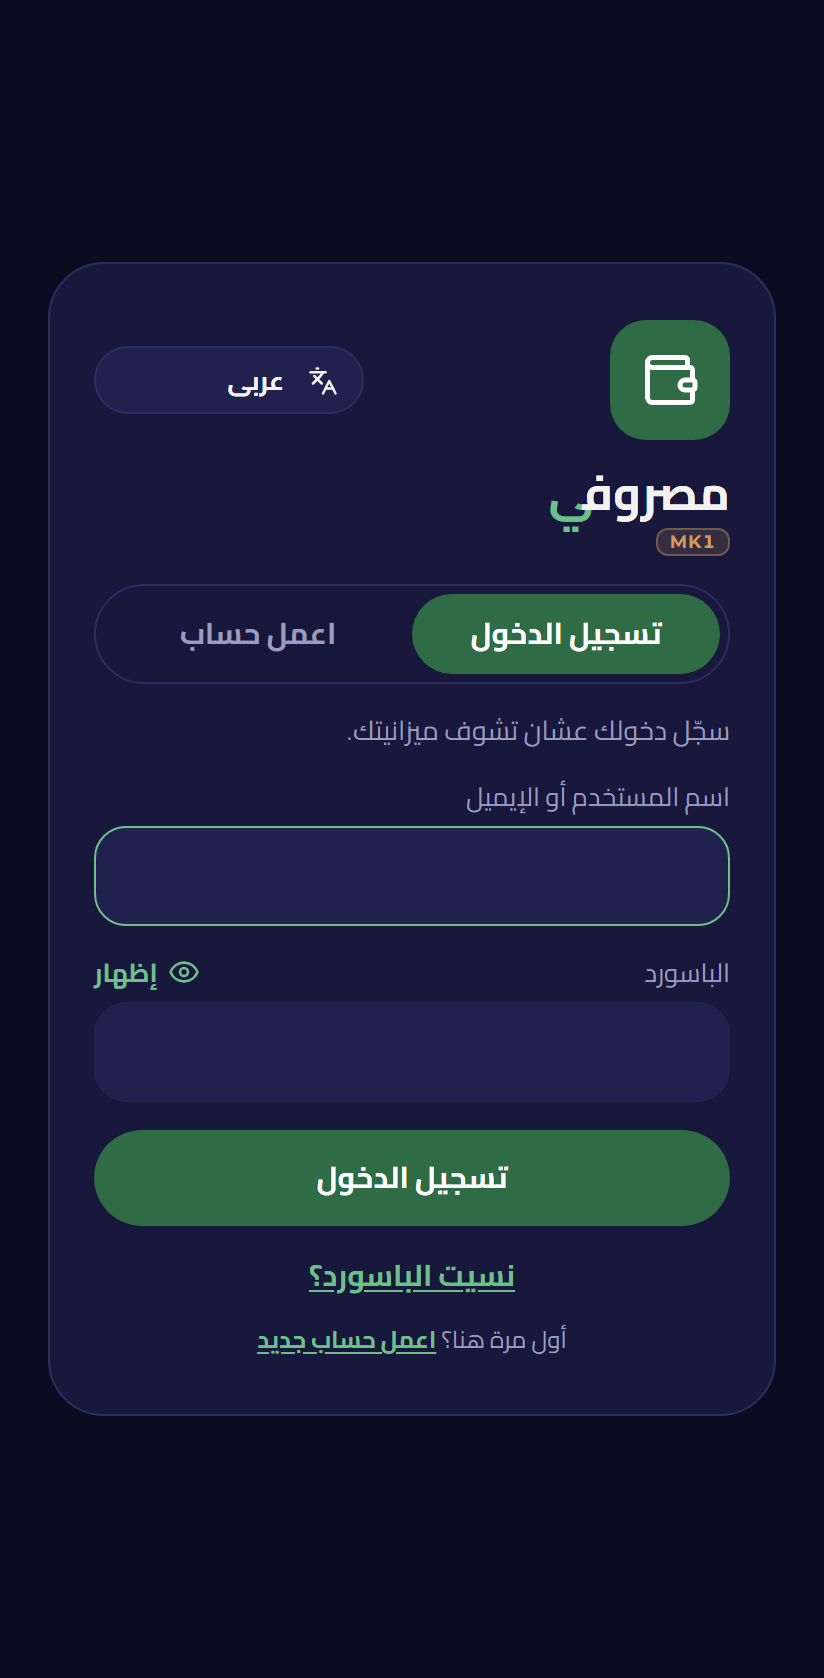 عربى
مصروفي
MK1
تسجيل الدخول
اعمل حساب
سجّل دخولك عشان تشوف ميزانيتك.
اسم المستخدم أو الإيميل
الباسورد
إظهار
تسجيل الدخول
نسيت الباسورد؟
أول مرة هنا؟ اعمل حساب جديد